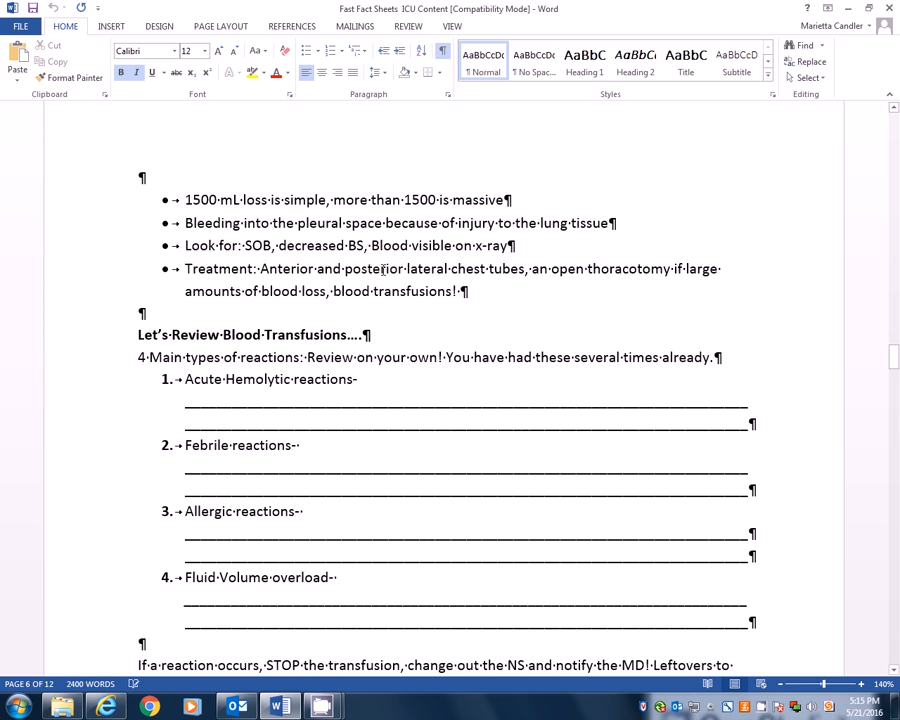 Fast Fact Sheets ICU Content [Compatibility Mode] - Word
FILE HOME INSERT DESIGN PAGE LAYOUT REFERENCES MAILINGS REVIEW VIEW Marietta Candler
Paste Cut Copy Format Painter Clipboard
Calibri 12 Font
Paragraph
AaBbCcDc ¶ Normal
AaBbCcDc ¶ No Spac...
AaBbC Heading 1
AaBbC Heading 2
AaBbC Title
AaBbCcD Subtitle
Styles
Find Replace Select Editing
¶
• 1500 mL loss is simple, more than 1500 is massive¶
• Bleeding into the pleural space because of injury to the lung tissue¶
• Look for: SOB, decreased BS, Blood visible on x-ray¶
• Treatment: Anterior and posterior lateral chest tubes, an open thoracotomy if large
amounts of blood loss, blood transfusions! ¶
¶
Let's Review Blood Transfusions….¶
4 Main types of reactions: Review on your own! You have had these several times already.¶
1. Acute Hemolytic reactions-
¶
2. Febrile reactions-
¶
3. Allergic reactions-
¶
¶
4. Fluid Volume overload-
¶
¶
If a reaction occurs, STOP the transfusion, change out the NS and notify the MD! Leftovers to
PAGE 6 OF 12 2400 WORDS 140%
5:15 PM
5/21/2016